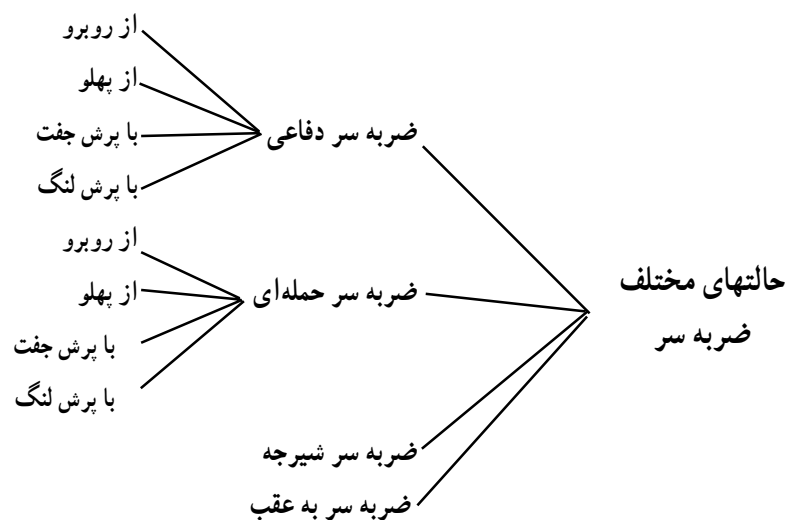 حالتهای مختلف
ضربه سر
ضربه سر دفاعی
از روبرو
از پهلو
با پرش جفت
با پرش لنگ
ضربه سر حمله‌ای
از روبرو
از پهلو
با پرش جفت
با پرش لنگ
ضربه سر شیرجه
ضربه سر به عقب